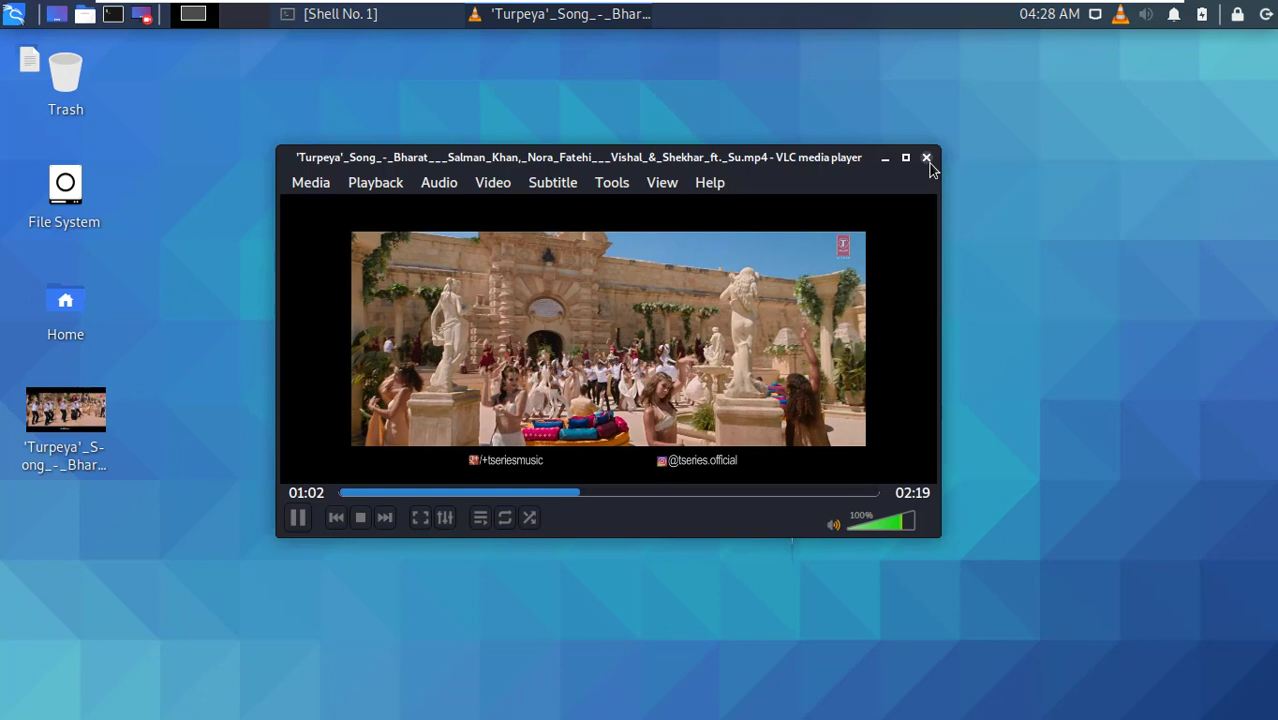 [Shell No. 1]
'Turpeya'_Song_-_Bhar...
04:28 AM
Trash
File System
Home
'Turpeya'_S-
ong_-_Bhar...
'Turpeya'_Song_-_Bharat___Salman_Khan,_Nora_Fatehi___Vishal_&_Shekhar_ft._Su.mp4 - VLC media player
Media Playback Audio Video Subtitle Tools View Help
T
/+tseriesmusic
@tseries.official
01:02
02:19
100%